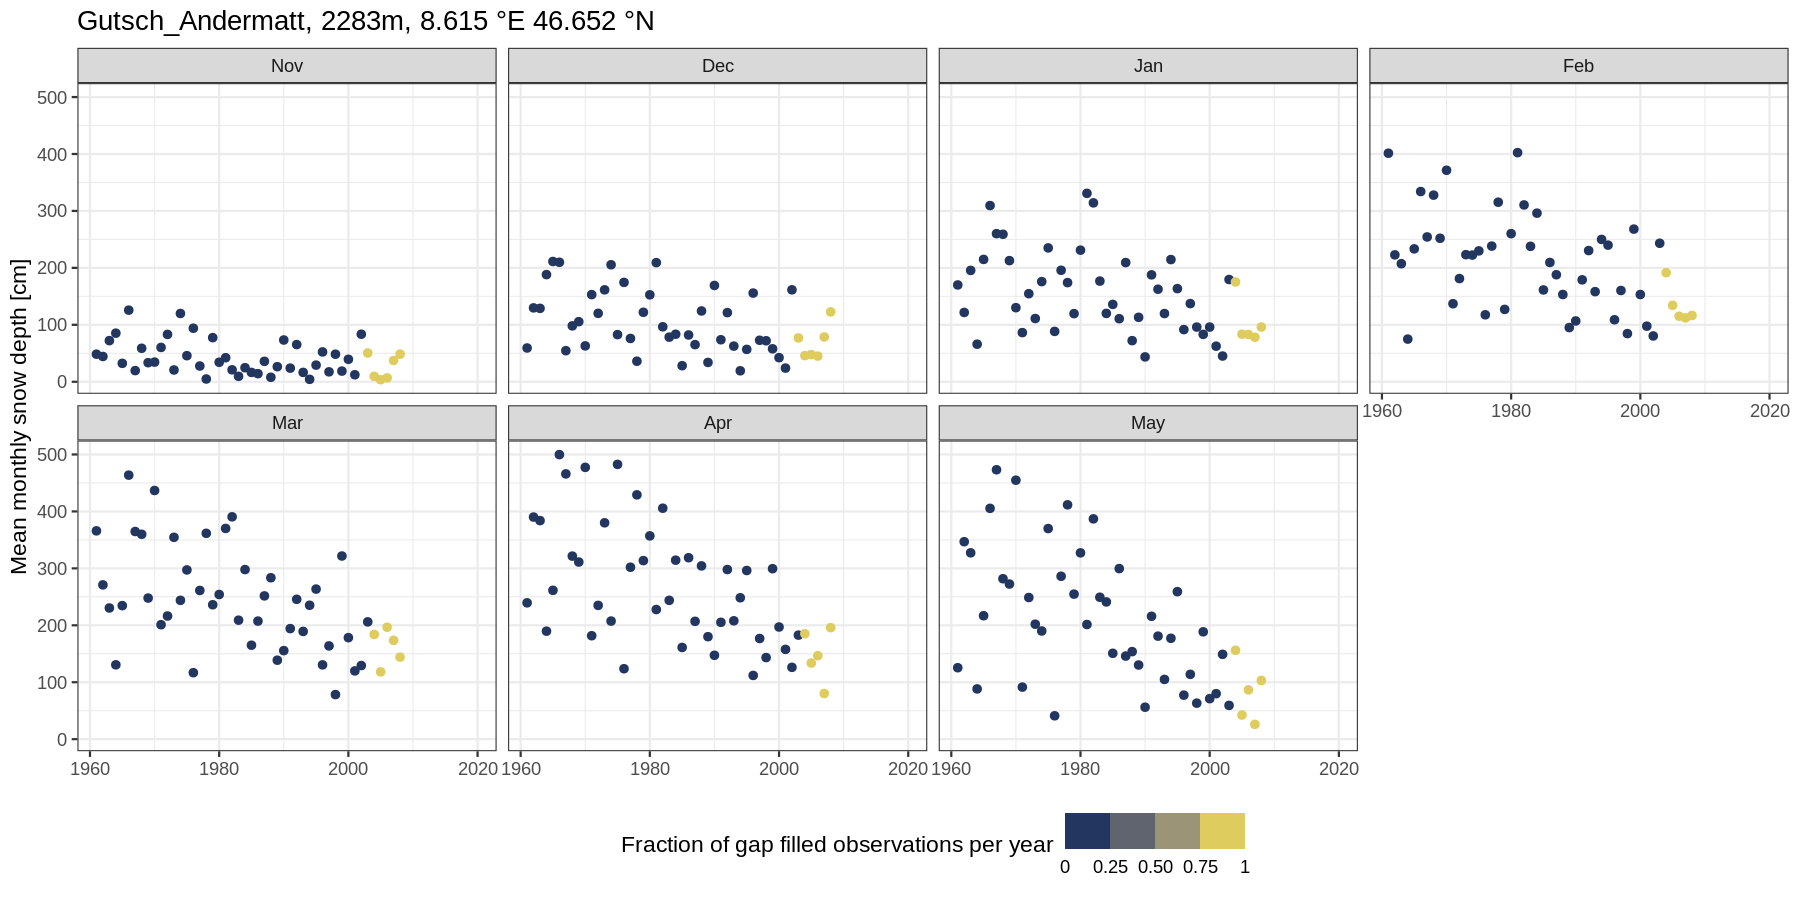 Gutsch_Andermatt, 2283m, 8.615 °E 46.652 °N
Nov Dec Jan Feb
500
400
300
200
100
0
1960 1980 2000 2020
Mean monthly snow depth [cm]
Mar Apr May
500
400
300
200
100
0
1960 1980 2000 2020 1960 1980 2000 2020 1960 1980 2000 2020
Fraction of gap filled observations per year
0 0.25 0.50 0.75 1